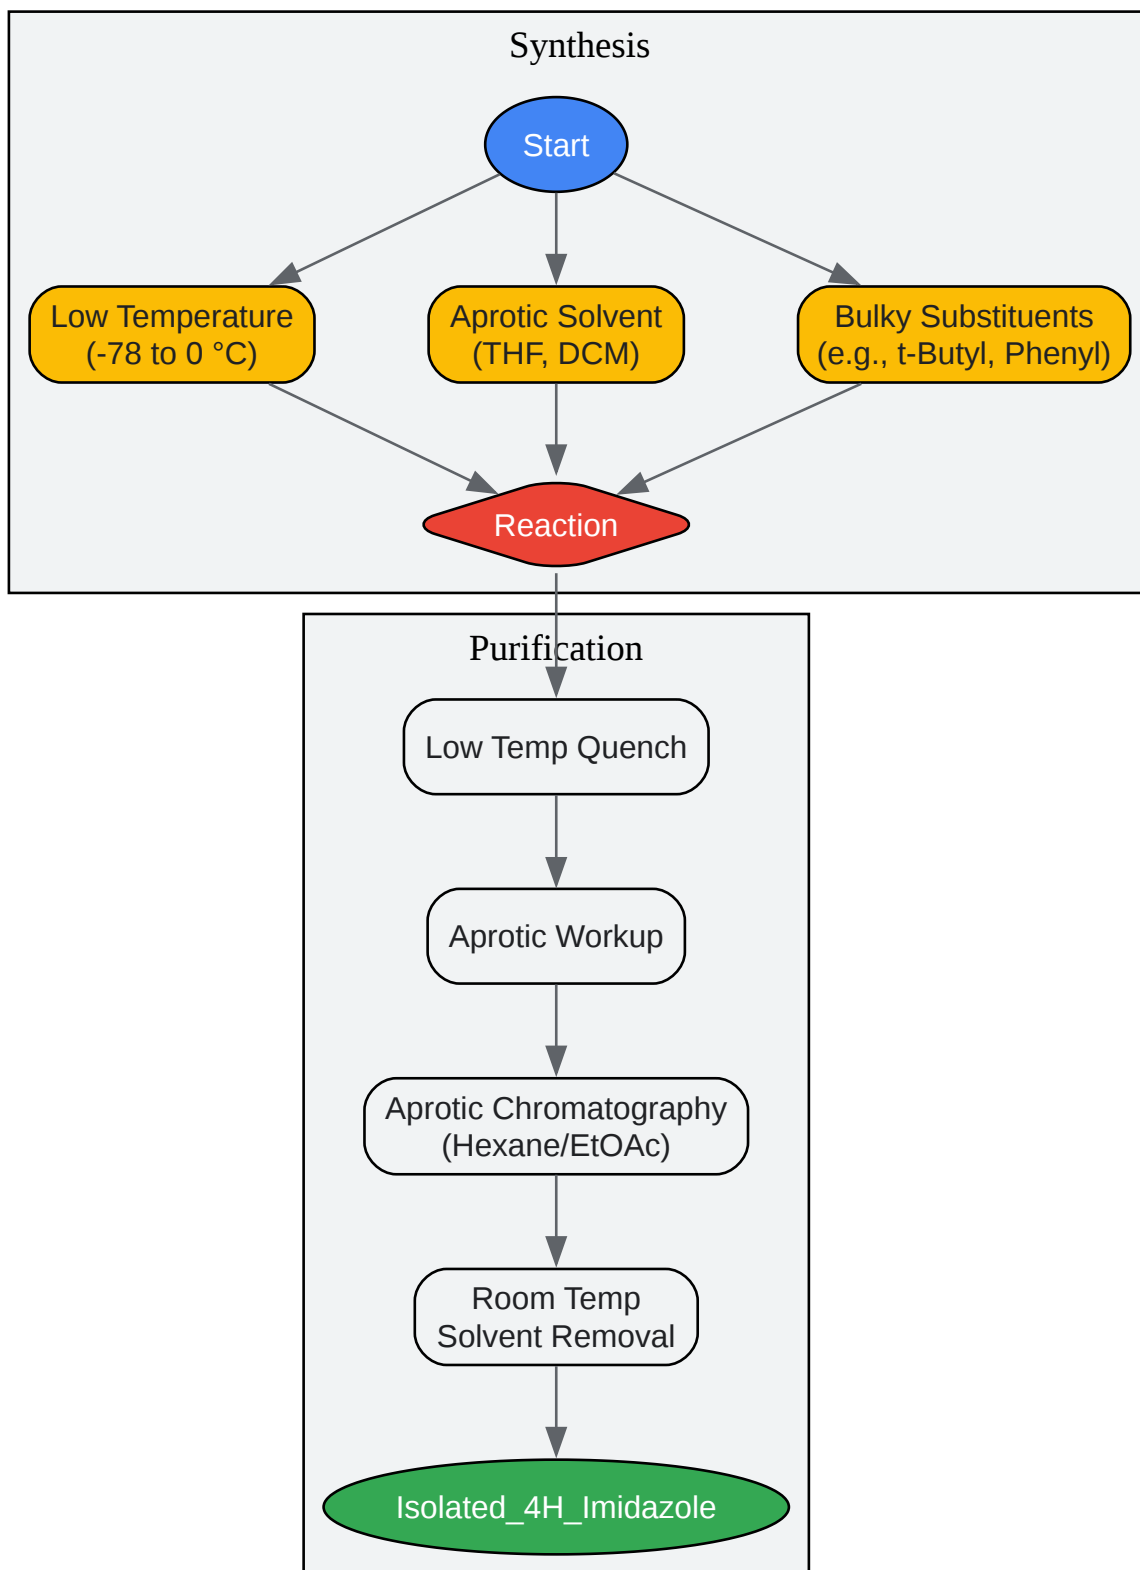 Synthesis
Start
Low Temperature
(-78 to 0 °C)
Aprotic Solvent
(THF, DCM)
Bulky Substituents
(e.g., t-Butyl, Phenyl)
Reaction
Purification
Low Temp Quench
Aprotic Workup
Aprotic Chromatography
(Hexane/EtOAc)
Room Temp
Solvent Removal
Isolated_4H_Imidazole